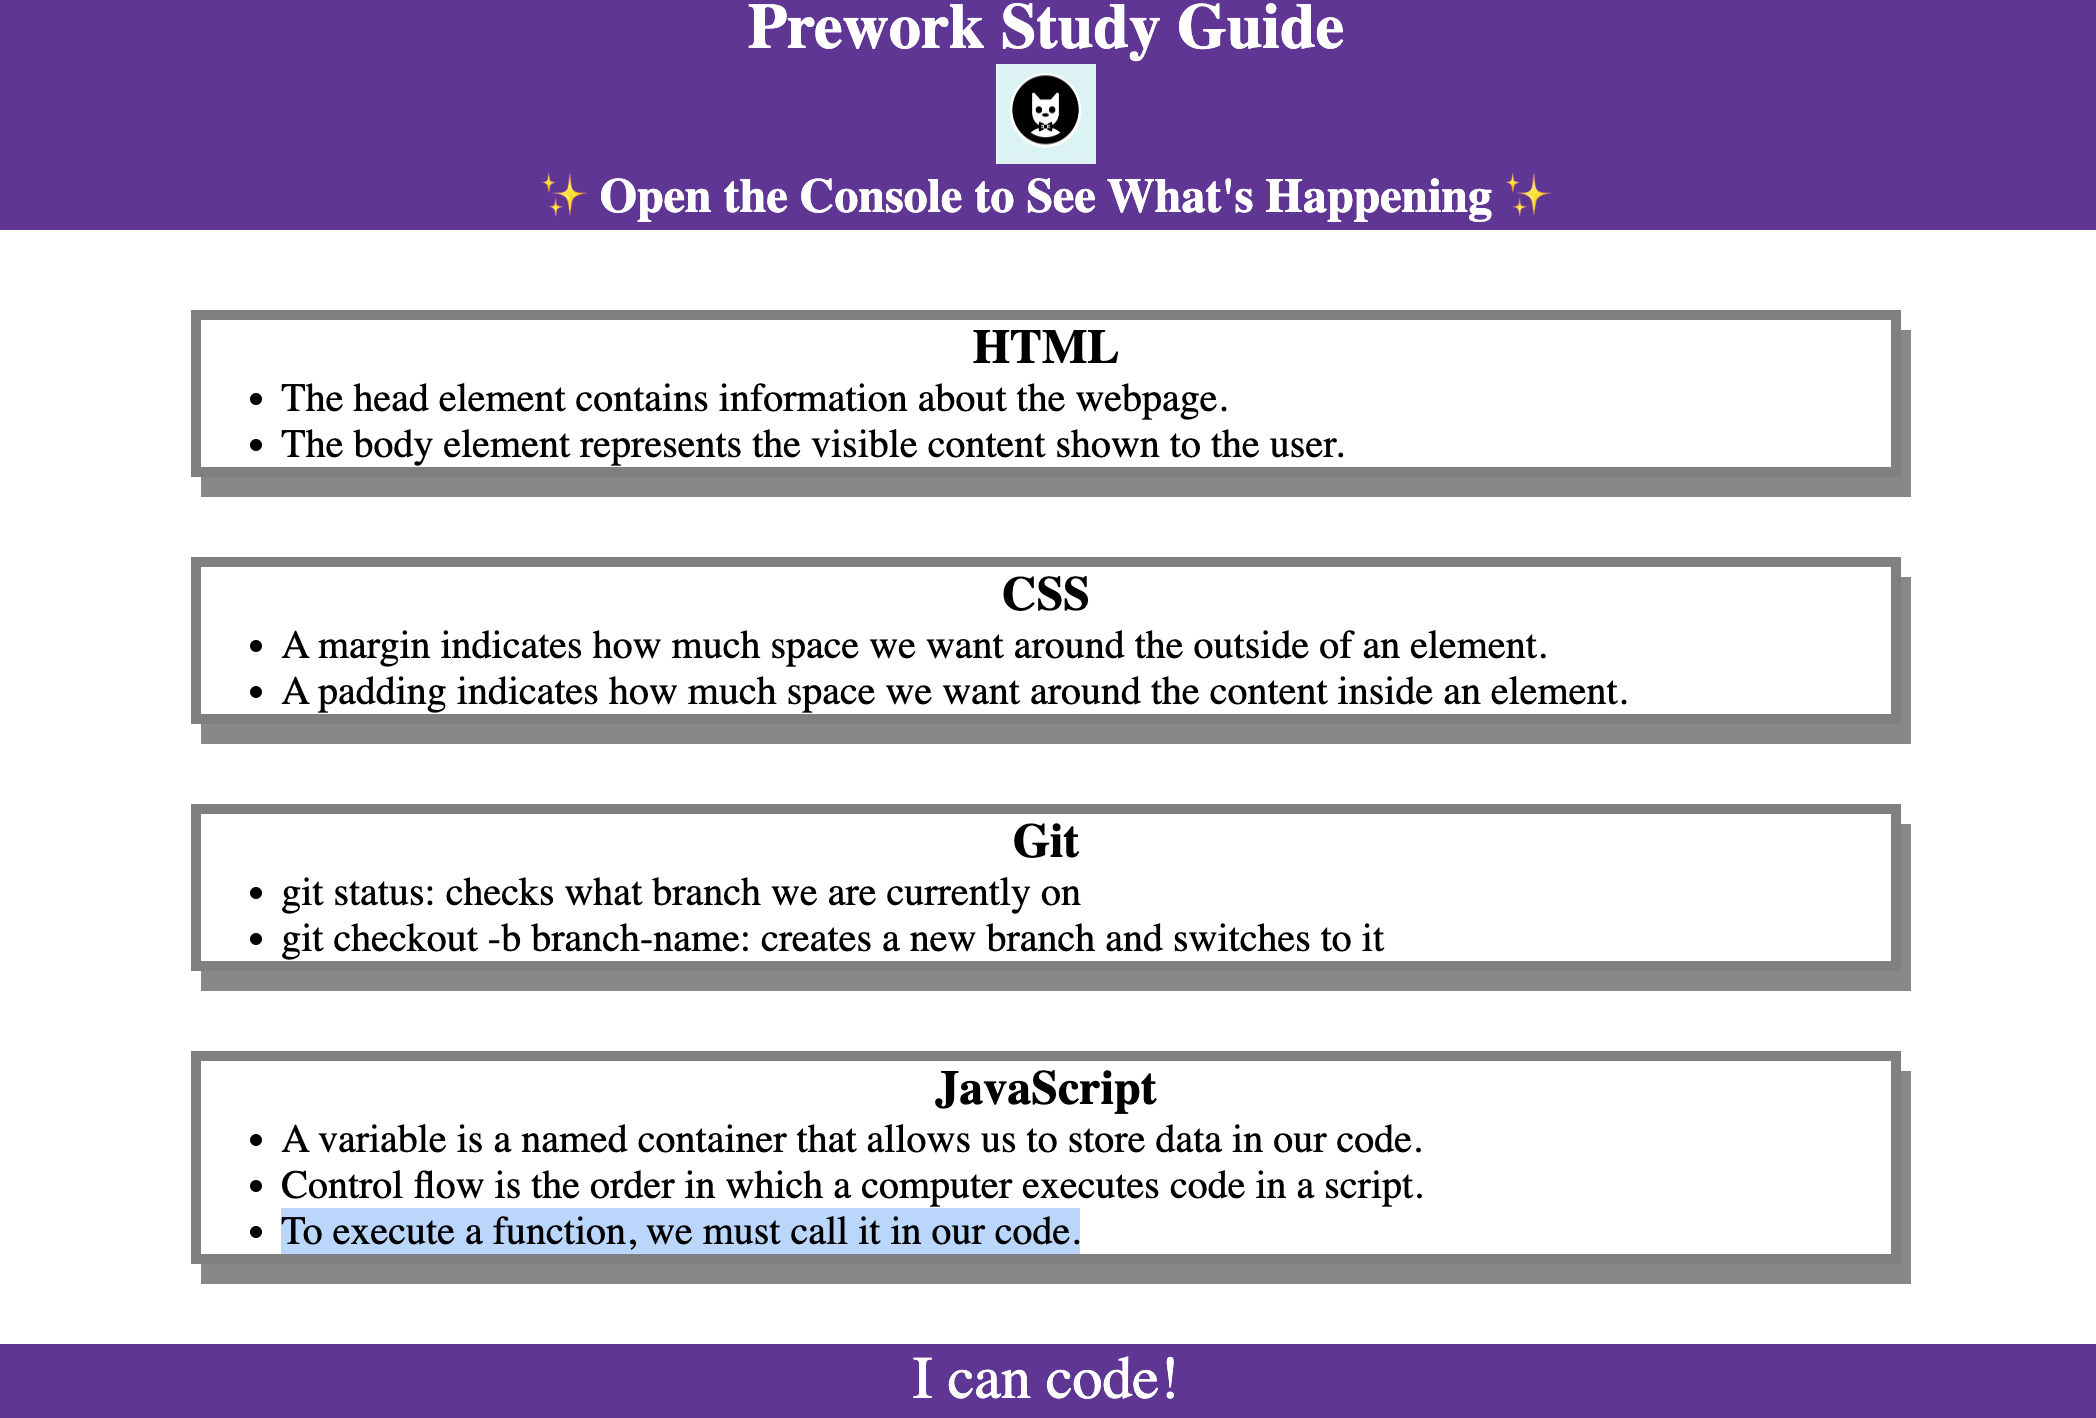 Prework Study Guide
✨ Open the Console to See What's Happening ✨
HTML
• The head element contains information about the webpage.
• The body element represents the visible content shown to the user.
CSS
• A margin indicates how much space we want around the outside of an element.
• A padding indicates how much space we want around the content inside an element.
Git
• git status: checks what branch we are currently on
• git checkout -b branch-name: creates a new branch and switches to it
JavaScript
• A variable is a named container that allows us to store data in our code.
• Control flow is the order in which a computer executes code in a script.
• To execute a function, we must call it in our code.
I can code!